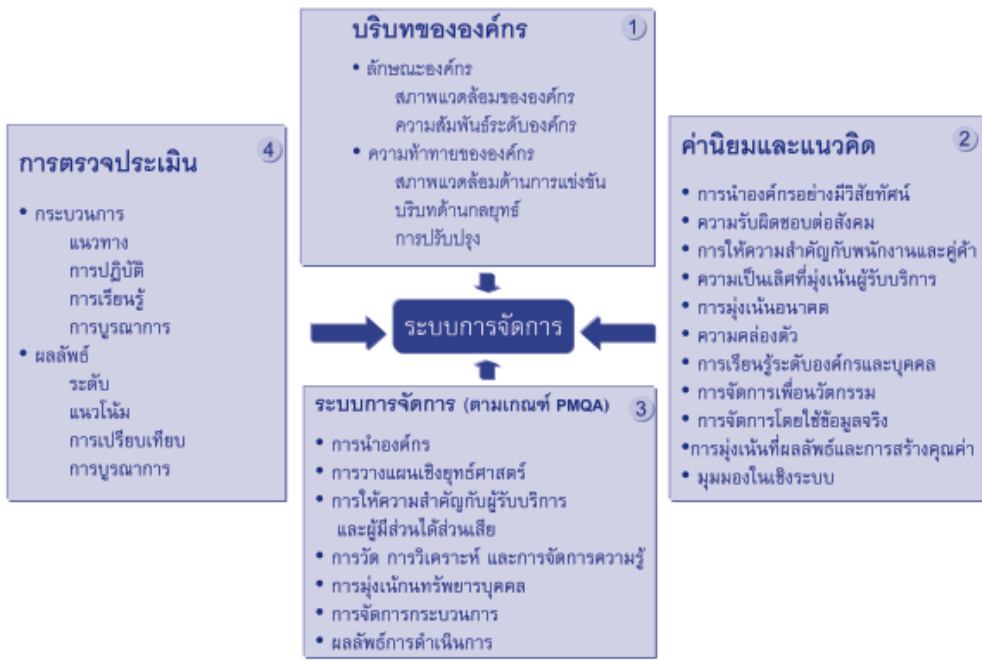 บริบทขององค์กร 1
• ลักษณะองค์กร
สภาพแวดล้อมขององค์กร
ความสัมพันธ์ระดับองค์กร
• ความท้าทายขององค์กร
สภาพแวดล้อมด้านการแข่งขัน
บริบทด้านกลยุทธ์
การปรับปรุง
ค่านิยมและแนวคิด 2
• การนำองค์กรอย่างมีวิสัยทัศน์
• ความรับผิดชอบต่อสังคม
• การให้ความสำคัญกับพนักงานและคู่ค้า
• ความเป็นเลิศที่มุ่งเน้นผู้รับบริการ
• การมุ่งเน้นอนาคต
• ความคล่องตัว
• การเรียนรู้ระดับองค์กรและบุคคล
• การจัดการเพื่อนวัตกรรม
• การจัดการโดยใช้ข้อมูลจริง
•การมุ่งเน้นที่ผลลัพธ์และการสร้างคุณค่า
• มุมมองในเชิงระบบ
ระบบการจัดการ
ระบบการจัดการ (ตามเกณฑ์ PMQA) 3
• การนำองค์กร
• การวางแผนเชิงยุทธ์ศาสตร์
• การให้ความสำคัญกับผู้รับบริการ
และผู้มีส่วนได้ส่วนเสีย
• การวัด การวิเคราะห์ และการจัดการความรู้
• การมุ่งเน้กนทรัพยารบุคคล
• การจัดการกระบวนการ
• ผลลัพธ์การดำเนินการ
การตรวจประเมิน 4
• กระบวนการ
แนวทาง
การปฏิบัติ
การเรียนรู้
การบูรณาการ
• ผลลัพธ์
ระดับ
แนวโน้ม
การเปรียบเทียบ
การบูรณาการ